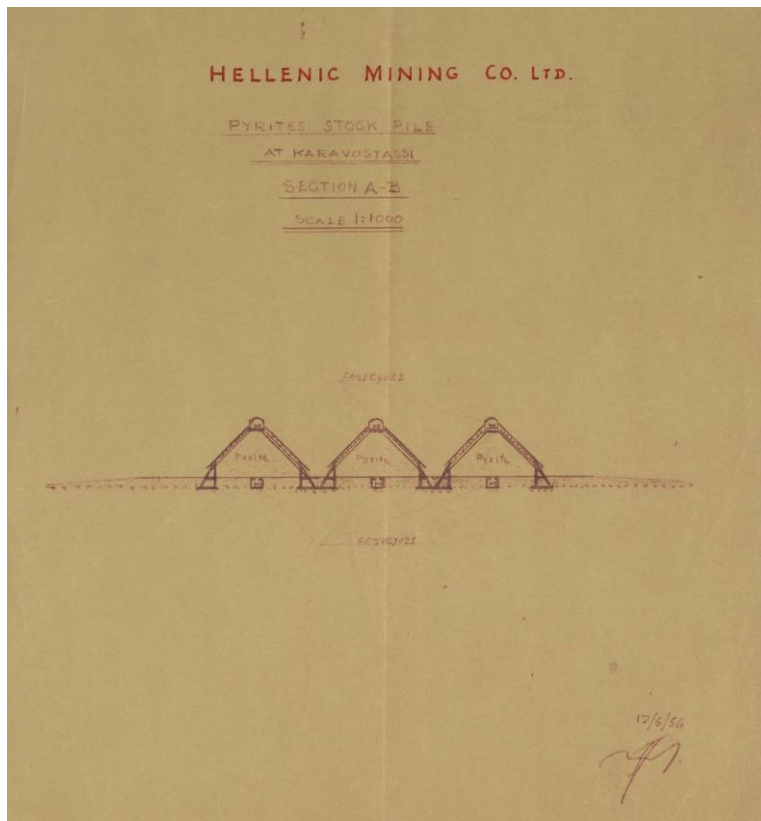 HELLENIC MINING CO. LTD.
PYRITES STOCK PILE
AT KARAVOSTASSI
SECTION A-B
SCALE 1:1000
Pyrite Pyrite Pyrite
17/6/56